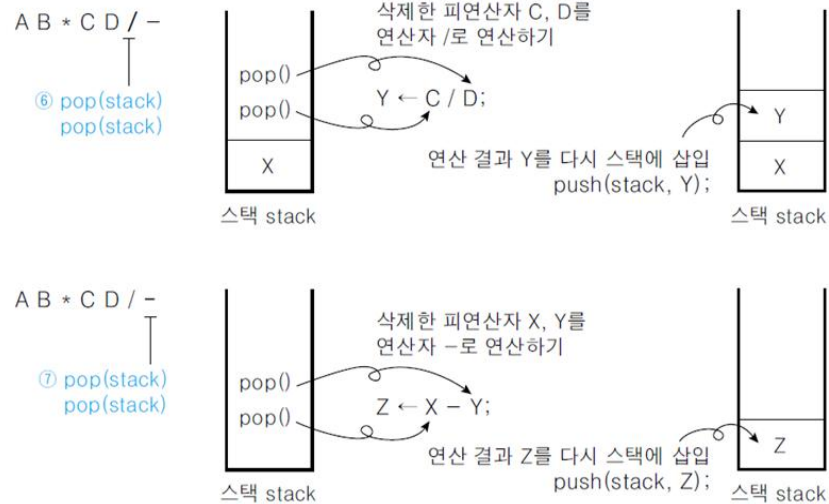 A B * C D / -
⑥ pop(stack)
pop(stack)
pop()
pop()
X
스택 stack
삭제한 피연산자 C, D를
연산자 /로 연산하기
Y ← C / D;
연산 결과 Y를 다시 스택에 삽입
push(stack, Y);
Y
X
스택 stack
A B * C D / -
⑦ pop(stack)
pop(stack)
pop()
pop()
스택 stack
삭제한 피연산자 X, Y를
연산자 -로 연산하기
Z ← X - Y;
연산 결과 Z를 다시 스택에 삽입
push(stack, Z);
Z
스택 stack